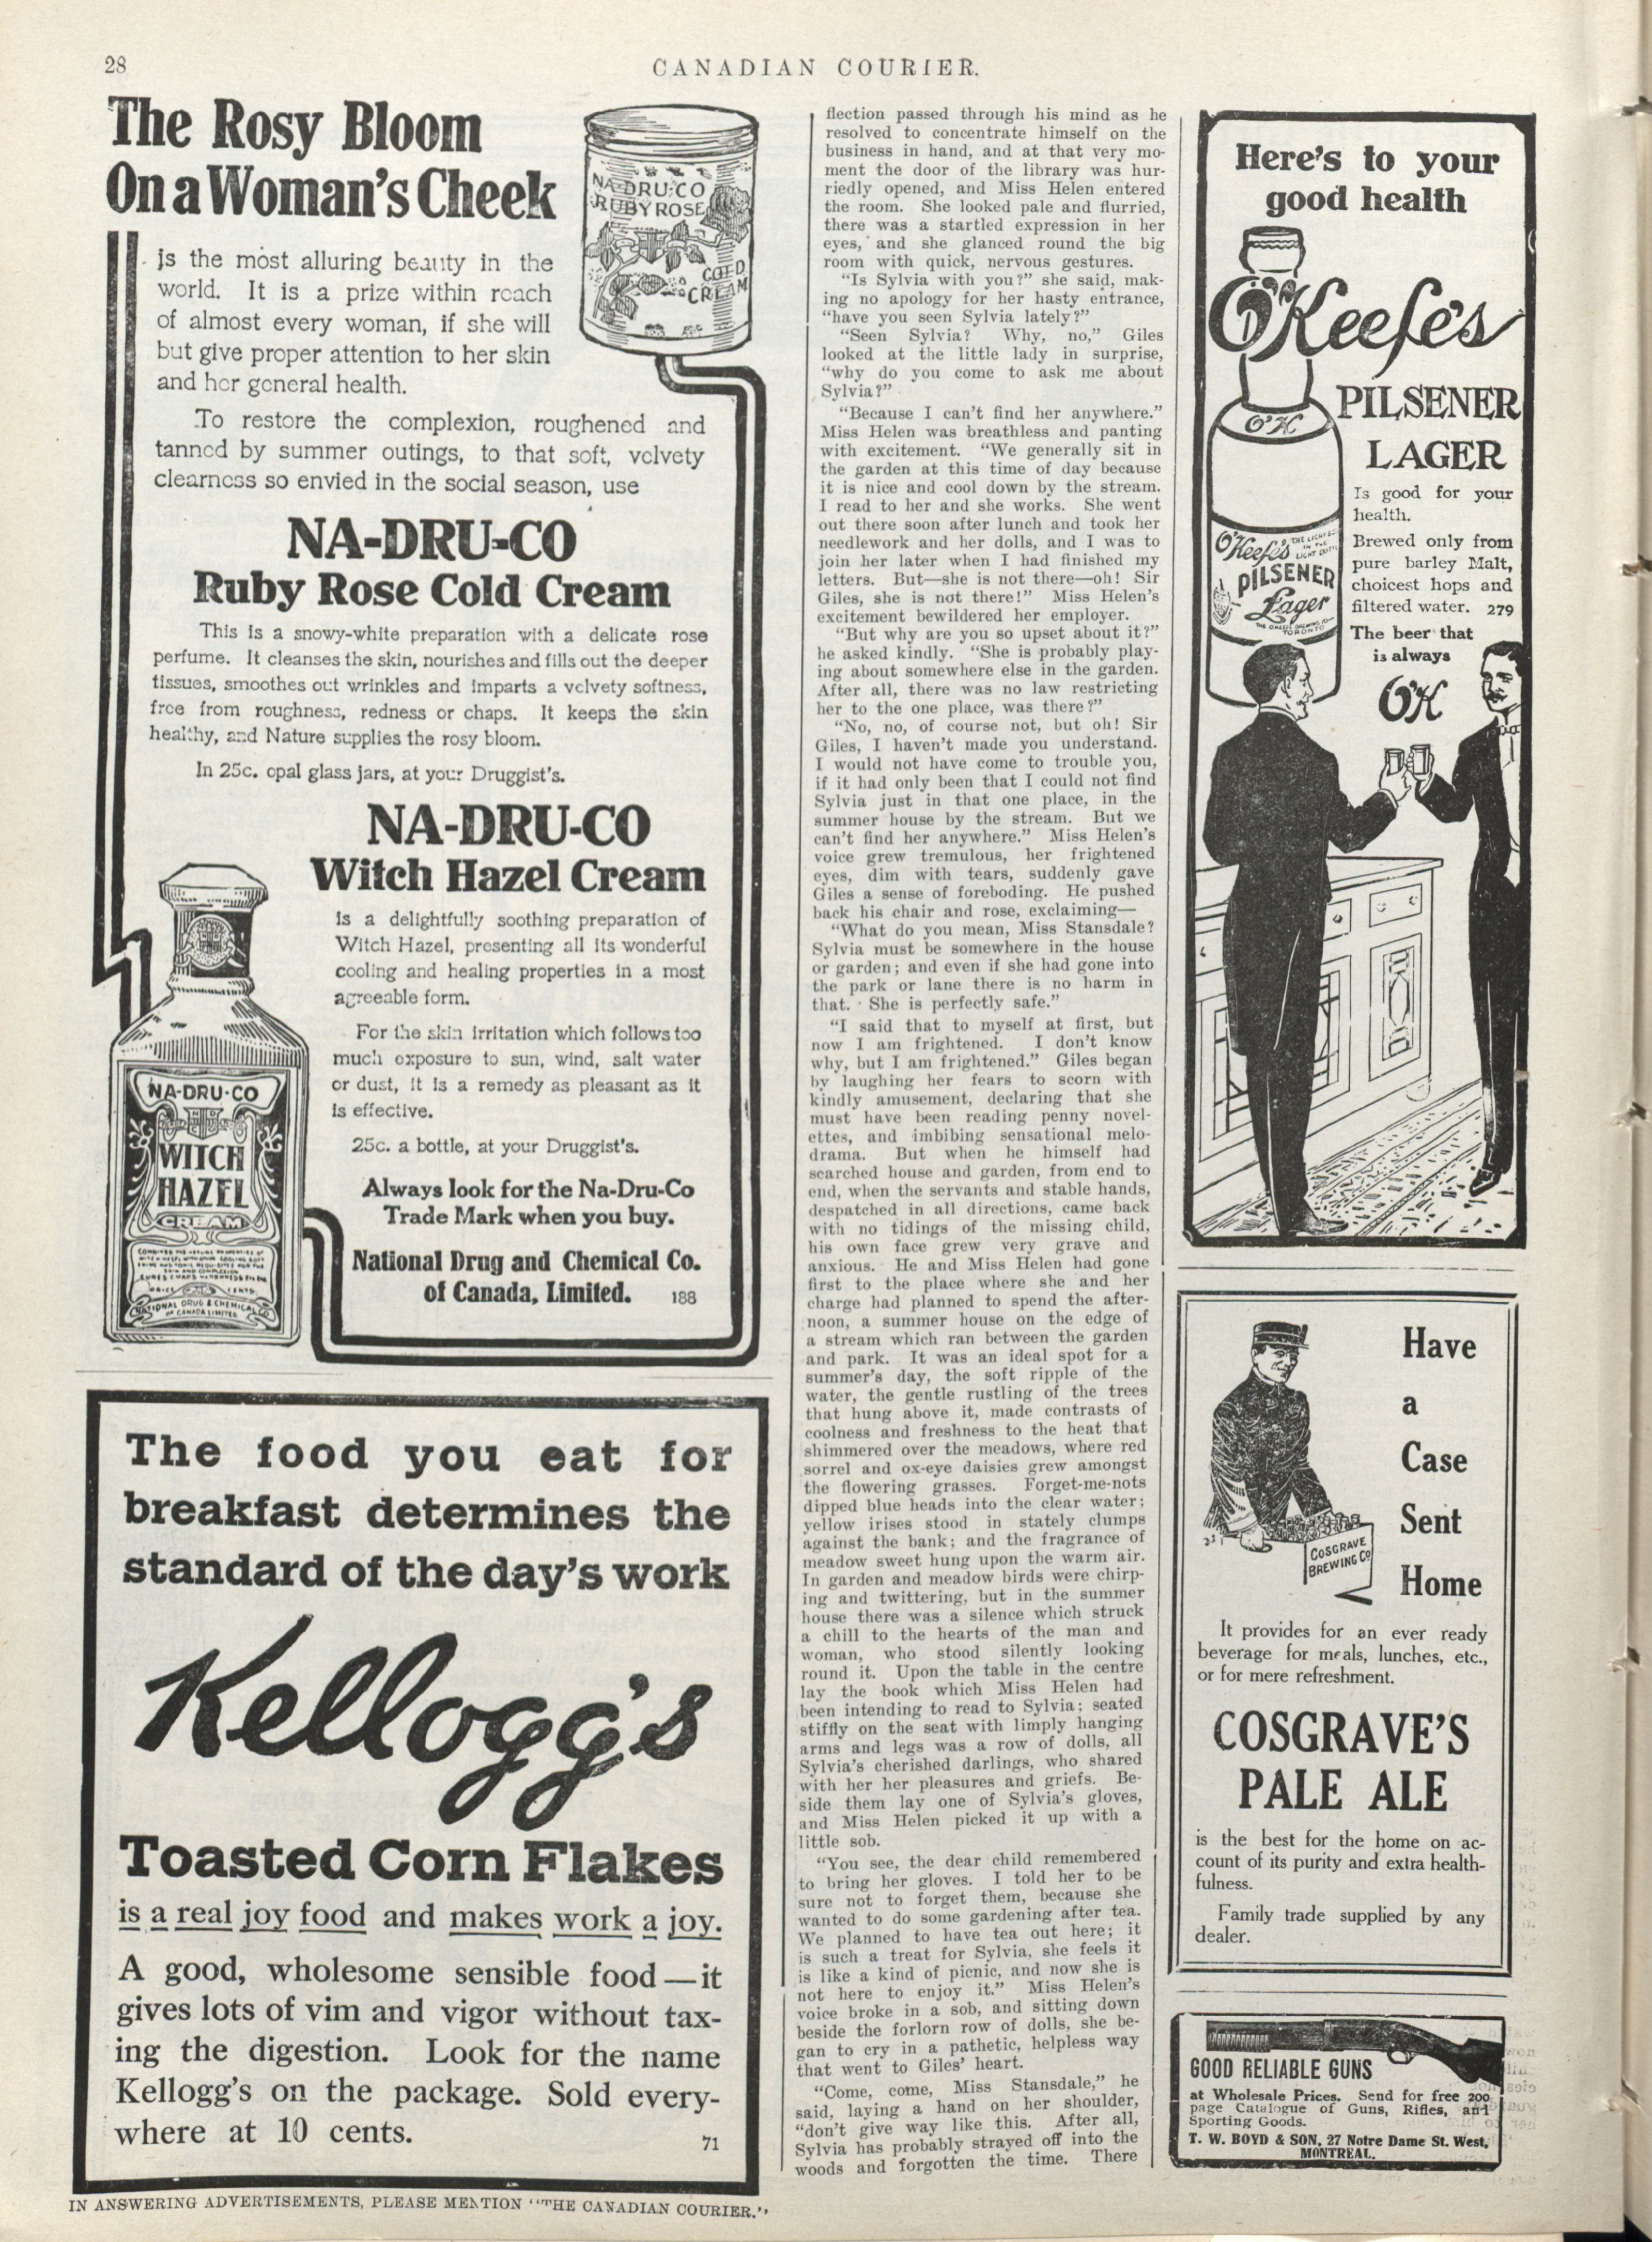 28
CANADIAN COURIER.
The Rosy Bloom
On a Woman's Cheek
NA-DRU-CO
RUBY ROSE
COLD
CREAM
is the most alluring beauty in the
world. It is a prize within reach
of almost every woman, if she will
but give proper attention to her skin
and her general health.
To restore the complexion, roughened and
tanned by summer outings, to that soft, velvety
clearness so envied in the social season, use
NA-DRU-CO
Ruby Rose Cold Cream
This is a snowy-white preparation with a delicate rose
perfume. It cleanses the skin, nourishes and fills out the deeper
tissues, smoothes out wrinkles and imparts a velvety softness,
free from roughness, redness or chaps. It keeps the skin
healthy, and Nature supplies the rosy bloom.
In 25c. opal glass jars, at your Druggist's.
NA-DRU-CO
Witch Hazel Cream
is a delightfully soothing preparation of
Witch Hazel, presenting all its wonderful
cooling and healing properties in a most
agreeable form.
For the skin irritation which follows too
much exposure to sun, wind, salt water
or dust, it is a remedy as pleasant as it
is effective.
25c. a bottle, at your Druggist's.
Always look for the Na-Dru-Co
Trade Mark when you buy.
National Drug and Chemical Co.
of Canada, Limited. 188
NA-DRU-CO
WITCH
HAZEL
CREAM
NATIONAL DRUG & CHEMICAL CO.
OF CANADA LIMITED
The food you eat for
breakfast determines the
standard of the day's work
Kellogg's
Toasted Corn Flakes
is a real joy food and makes work a joy.
A good, wholesome sensible food—it
gives lots of vim and vigor without tax-
ing the digestion. Look for the name
Kellogg's on the package. Sold every-
where at 10 cents.
71
IN ANSWERING ADVERTISEMENTS, PLEASE MENTION "THE CANADIAN COURIER."
flection passed through his mind as he
resolved to concentrate himself on the
business in hand, and at that very mo-
ment the door of the library was hur-
riedly opened, and Miss Helen entered
the room. She looked pale and flurried,
there was a startled expression in her
eyes, and she glanced round the big
room with quick, nervous gestures.
"Is Sylvia with you?" she said, mak-
ing no apology for her hasty entrance,
"have you seen Sylvia lately?"
"Seen Sylvia? Why, no," Giles
looked at the little lady in surprise,
"why do you come to ask me about
Sylvia?"
"Because I can't find her anywhere."
Miss Helen was breathless and panting
with excitement. "We generally sit in
the garden at this time of day because
it is nice and cool down by the stream.
I read to her and she works. She went
out there soon after lunch and took her
needlework and her dolls, and I was to
join her later when I had finished my
letters. But—she is not there—oh! Sir
Giles, she is not there!" Miss Helen's
excitement bewildered her employer.
"But why are you so upset about it?"
he asked kindly. "She is probably play-
ing about somewhere else in the garden.
After all, there was no law restricting
her to the one place, was there?"
"No, no, of course not, but oh! Sir
Giles, I haven't made you understand.
I would not have come to trouble you,
if it had only been that I could not find
Sylvia just in that one place, in the
summer house by the stream. But we
can't find her anywhere." Miss Helen's
voice grew tremulous, her frightened
eyes, dim with tears, suddenly gave
Giles a sense of foreboding. He pushed
back his chair and rose, exclaiming—
"What do you mean, Miss Stansdale?
Sylvia must be somewhere in the house
or garden; and even if she had gone into
the park or lane there is no harm in
that. She is perfectly safe."
"I said that to myself at first, but
now I am frightened. I don't know
why, but I am frightened." Giles began
by laughing her fears to scorn with
kindly amusement, declaring that she
must have been reading penny novel-
ettes, and imbibing sensational melo-
drama. But when he himself had
searched house and garden, from end to
end, when the servants and stable hands,
despatched in all directions, came back
with no tidings of the missing child,
his own face grew very grave and
anxious. He and Miss Helen had gone
first to the place where she and her
charge had planned to spend the after-
noon, a summer house on the edge of
a stream which ran between the garden
and park. It was an ideal spot for a
summer's day, the soft ripple of the
water, the gentle rustling of the trees
that hung above it, made contrasts of
coolness and freshness to the heat that
shimmered over the meadows, where red
sorrel and ox-eye daisies grew amongst
the flowering grasses. Forget-me-nots
dipped blue heads into the clear water;
yellow irises stood in stately clumps
against the bank; and the fragrance of
meadow sweet hung upon the warm air.
In garden and meadow birds were chirp-
ing and twittering, but in the summer
house there was a silence which struck
a chill to the hearts of the man and
woman, who stood silently looking
round it. Upon the table in the centre
lay the book which Miss Helen had
been intending to read to Sylvia; seated
stiffly on the seat with limply hanging
arms and legs was a row of dolls, all
Sylvia's cherished darlings, who shared
with her her pleasures and griefs. Be-
side them lay one of Sylvia's gloves,
and Miss Helen picked it up with a
little sob.
"You see, the dear child remembered
to bring her gloves. I told her to be
sure not to forget them, because she
wanted to do some gardening after tea.
We planned to have tea out here; it
is such a treat for Sylvia, she feels it
is like a kind of picnic, and now she is
not here to enjoy it." Miss Helen's
voice broke in a sob, and sitting down
beside the forlorn row of dolls, she be-
gan to cry in a pathetic, helpless way
that went to Giles' heart.
"Come, come, Miss Stansdale," he
said, laying a hand on her shoulder,
"don't give way like this. After all,
Sylvia has probably strayed off into the
woods and forgotten the time. There
Here's to your
good health
O'Keefe's
O'K
PILSENER
LAGER
Is good for your
health.
Brewed only from
pure barley Malt,
choicest hops and
filtered water. 279
The beer that
is always
O'K
O'Keefe's
PILSENER
Lager
TORONTO
Have
a
Case
Sent
Home
COSGRAVE
BREWING CO
It provides for an ever ready
beverage for meals, lunches, etc.,
or for mere refreshment.
COSGRAVE'S
PALE ALE
is the best for the home on ac-
count of its purity and extra health-
fulness.
Family trade supplied by any
dealer.
GOOD RELIABLE GUNS
at Wholesale Prices. Send for free 200
page Catalogue of Guns, Rifles, and
Sporting Goods.
T. W. BOYD & SON, 27 Notre Dame St. West,
MONTREAL.